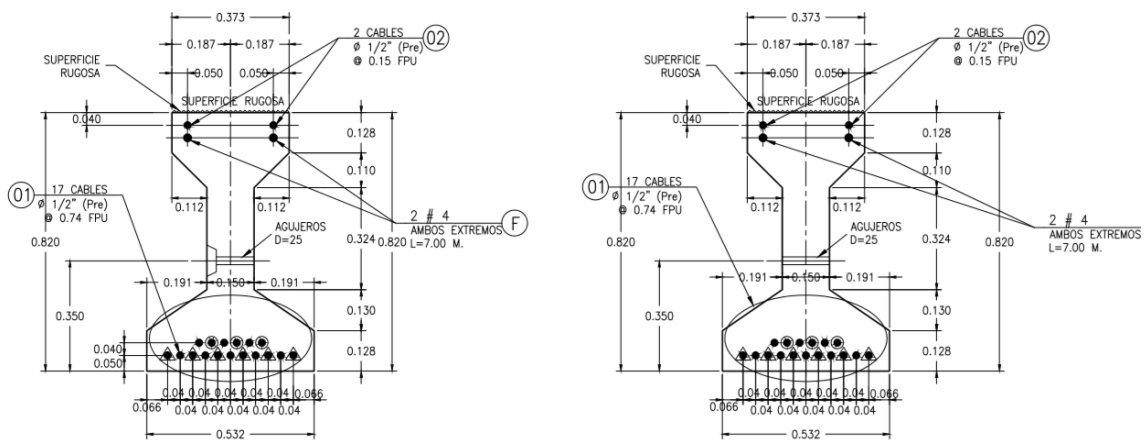 0.373
0.187
0.187
2 CABLES
Ø 1/2" (Pre)
@ 0.15 FPU
02
SUPERFICIE
RUGOSA
0.050
0.050
SUPERFICIE RUGOSA
0.040
0.128
0.110
01
17 CABLES
Ø 1/2" (Pre)
@ 0.74 FPU
0.112
0.112
2 # 4
AMBOS EXTREMOS
L=7.00 M.
F
AGUJEROS
D=25
0.820
0.324
0.820
0.191
0.150
0.191
0.350
0.130
0.040
0.050
0.128
0.04
0.04
0.04
0.04
0.04
0.066
0.066
0.04
0.04
0.04
0.04
0.04
0.532
0.373
0.187
0.187
2 CABLES
Ø 1/2" (Pre)
@ 0.15 FPU
02
SUPERFICIE
RUGOSA
0.050
0.050
SUPERFICIE RUGOSA
0.040
0.128
0.110
01
17 CABLES
Ø 1/2" (Pre)
@ 0.74 FPU
0.112
0.112
2 # 4
AMBOS EXTREMOS
L=7.00 M.
AGUJEROS
D=25
0.820
0.324
0.820
0.191
0.150
0.191
0.350
0.130
0.040
0.050
0.128
0.04
0.04
0.04
0.04
0.04
0.066
0.066
0.04
0.04
0.04
0.04
0.04
0.532